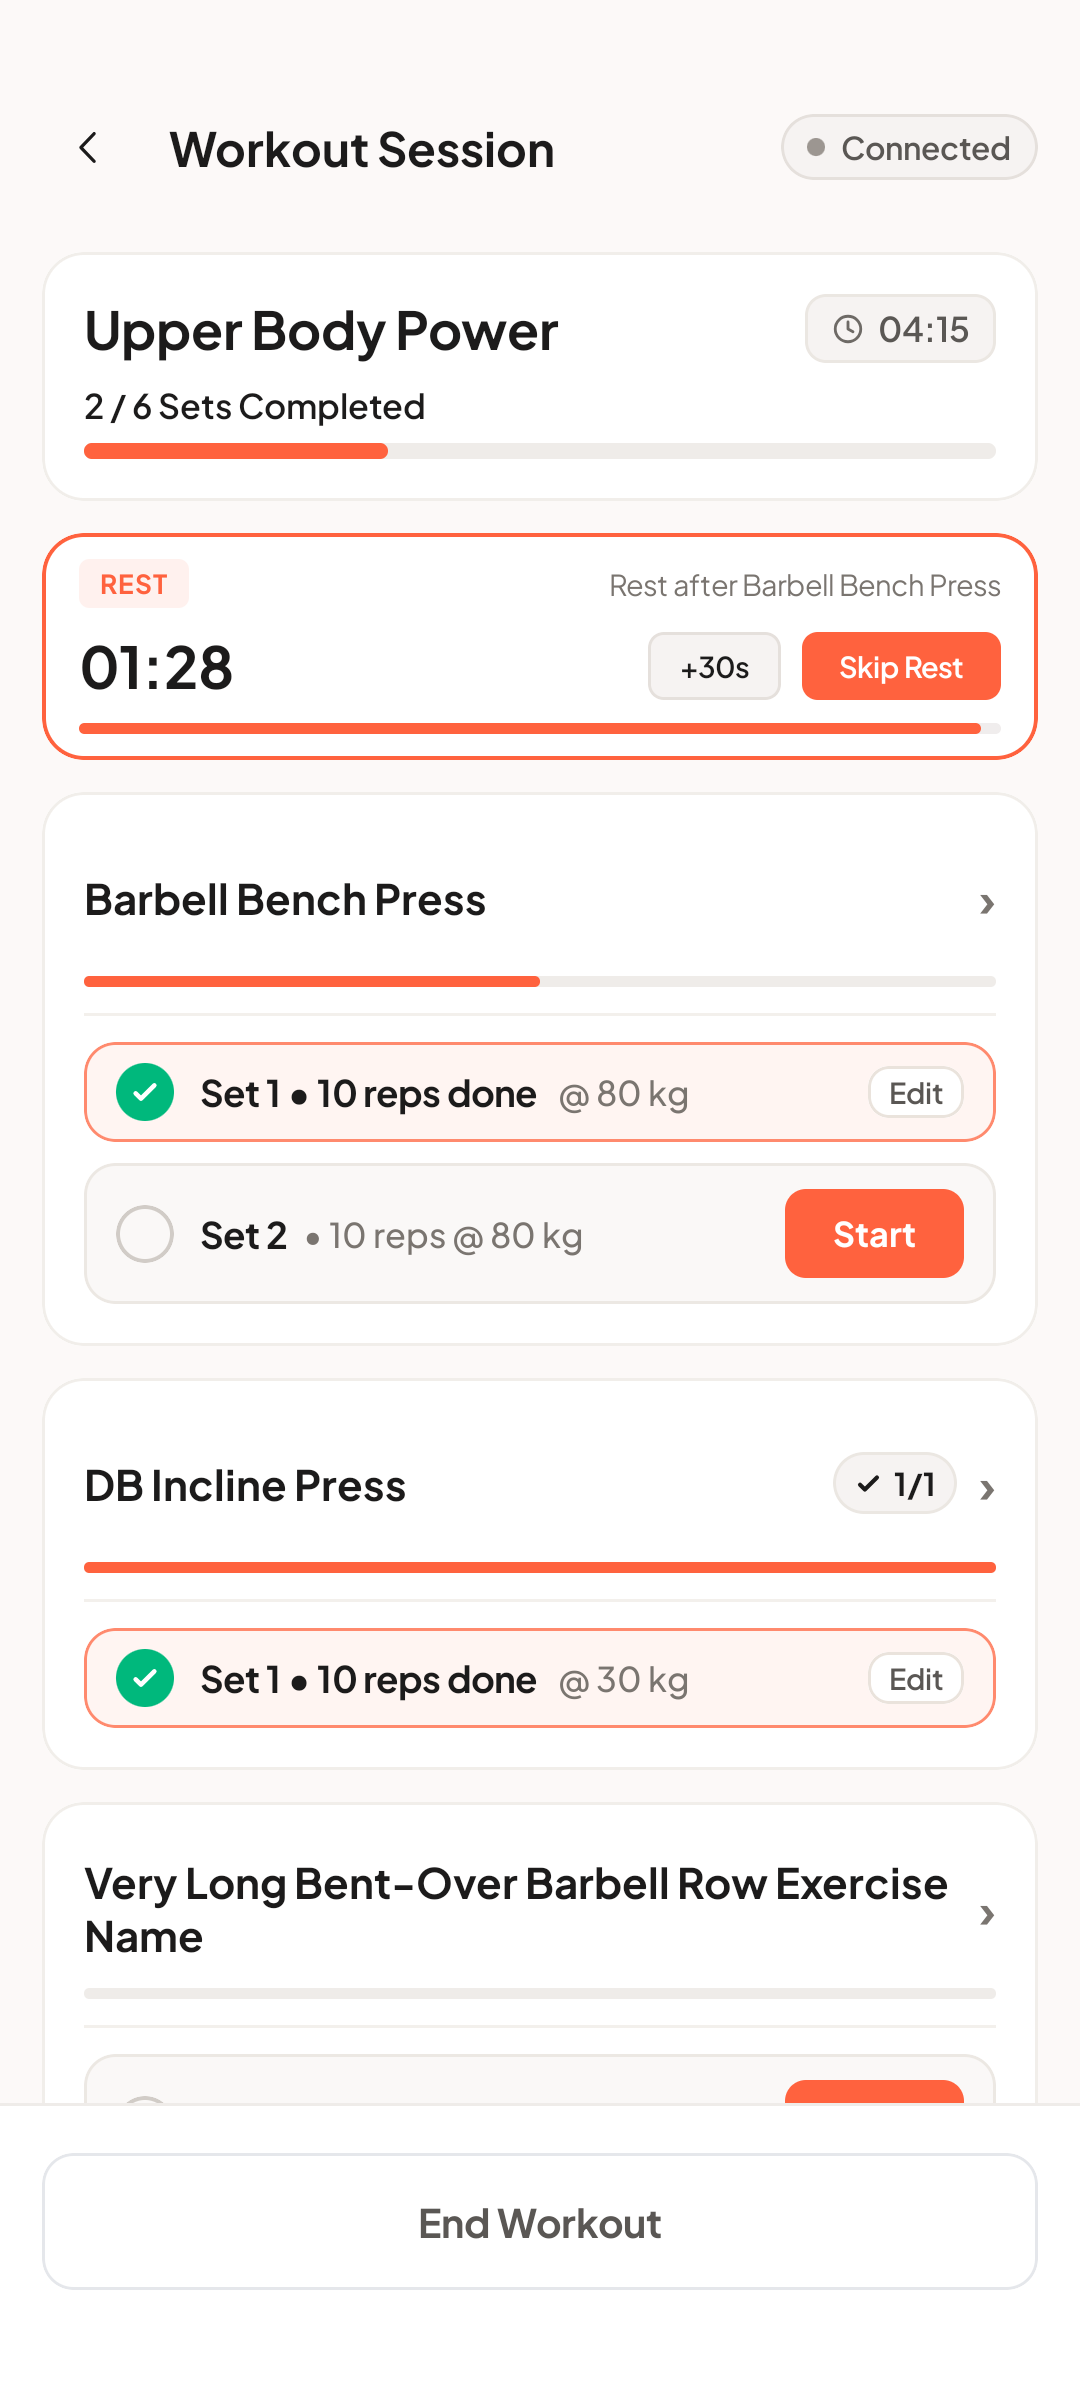 Workout Session
Connected
Upper Body Power
04:15
2 / 6 Sets Completed
REST
Rest after Barbell Bench Press
01:28
+30s
Skip Rest
Barbell Bench Press
Set 1 • 10 reps done @ 80 kg
Edit
Set 2 • 10 reps @ 80 kg
Start
DB Incline Press
1/1
Set 1 • 10 reps done @ 30 kg
Edit
Very Long Bent-Over Barbell Row Exercise
Name
End Workout